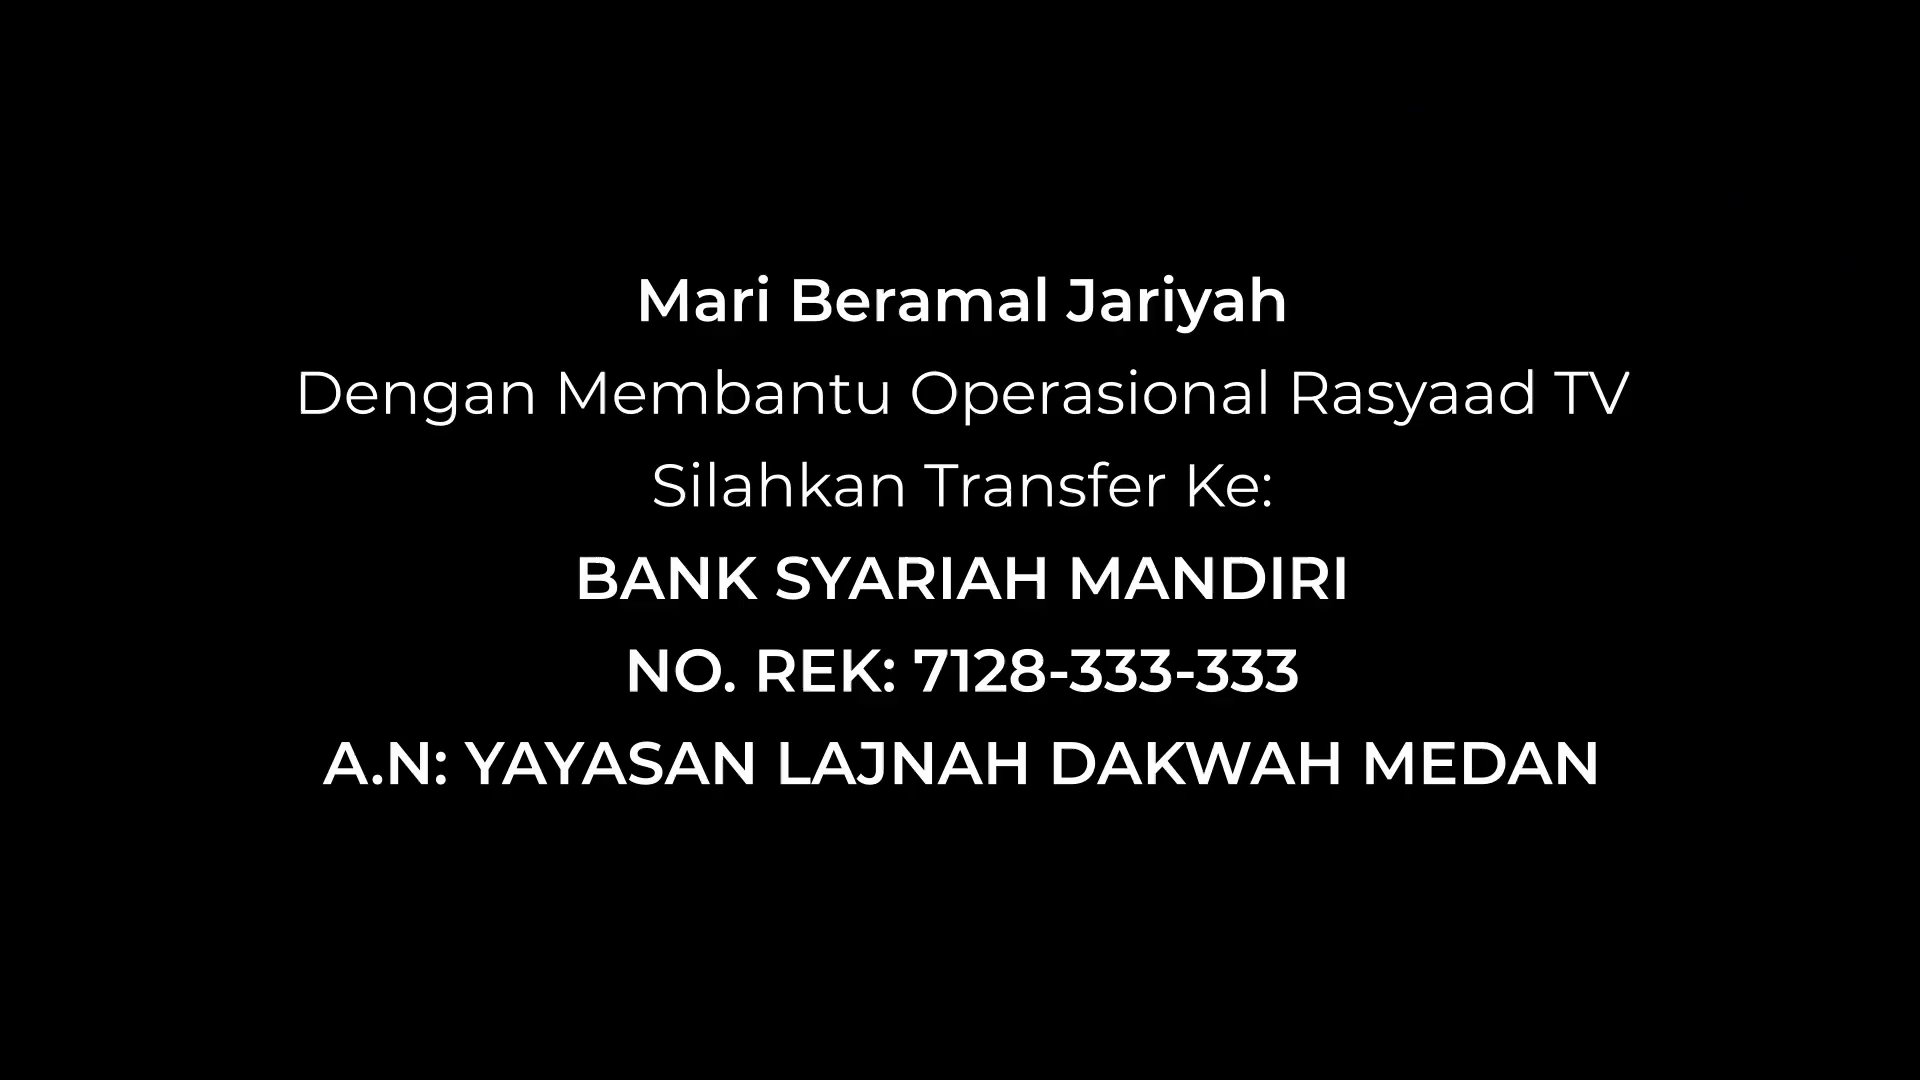 Mari Beramal Jariyah
Dengan Membantu Operasional Rasyaad TV
Silahkan Transfer Ke:
BANK SYARIAH MANDIRI
NO. REK: 7128-333-333
A.N: YAYASAN LAJNAH DAKWAH MEDAN